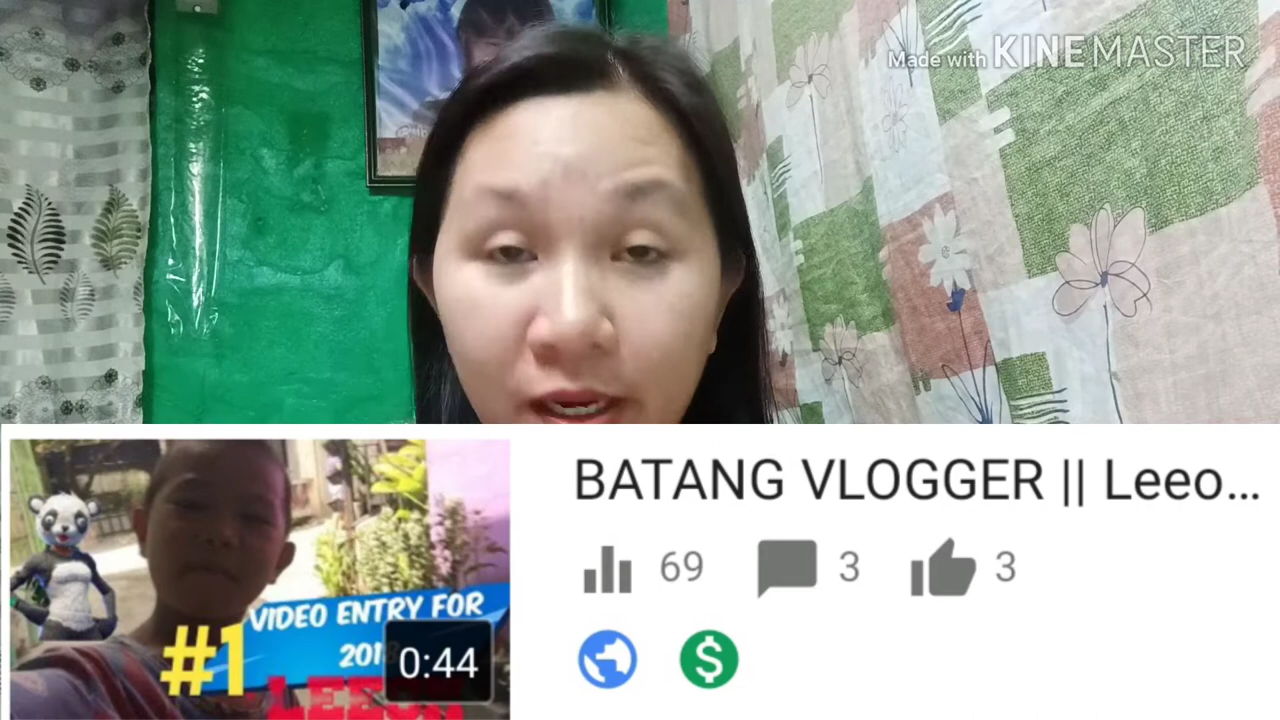 Made with KINEMASTER
BATANG VLOGGER || Leeo...
69 3 3
VIDEO ENTRY FOR
#1
0:44